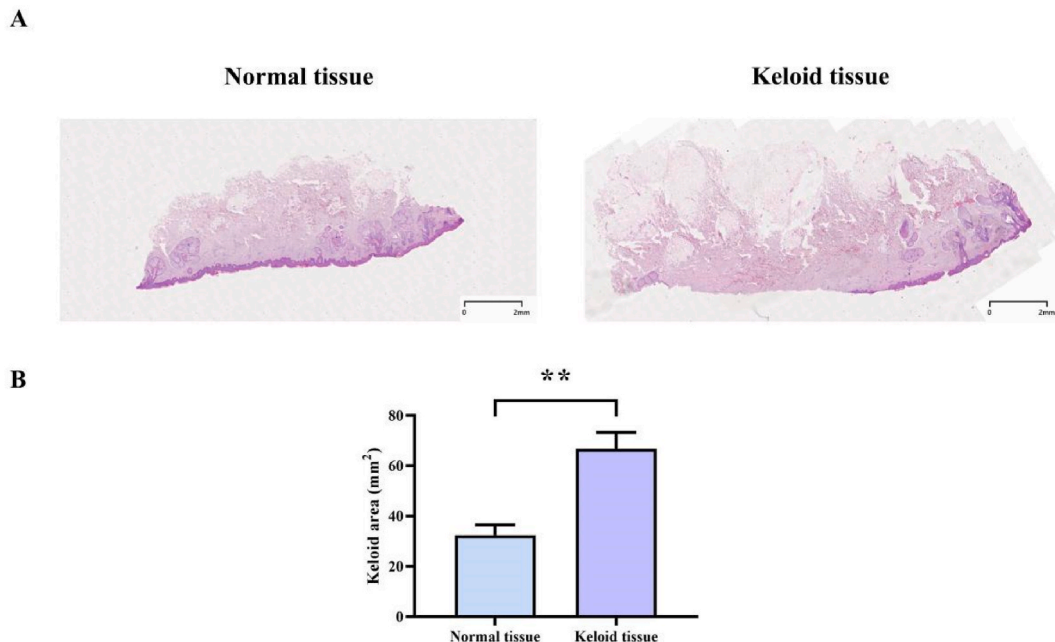 A
Normal tissue Keloid tissue
0 2mm 0 2mm
B
**
Keloid area (mm²)
80
60
40
20
0
Normal tissue Keloid tissue